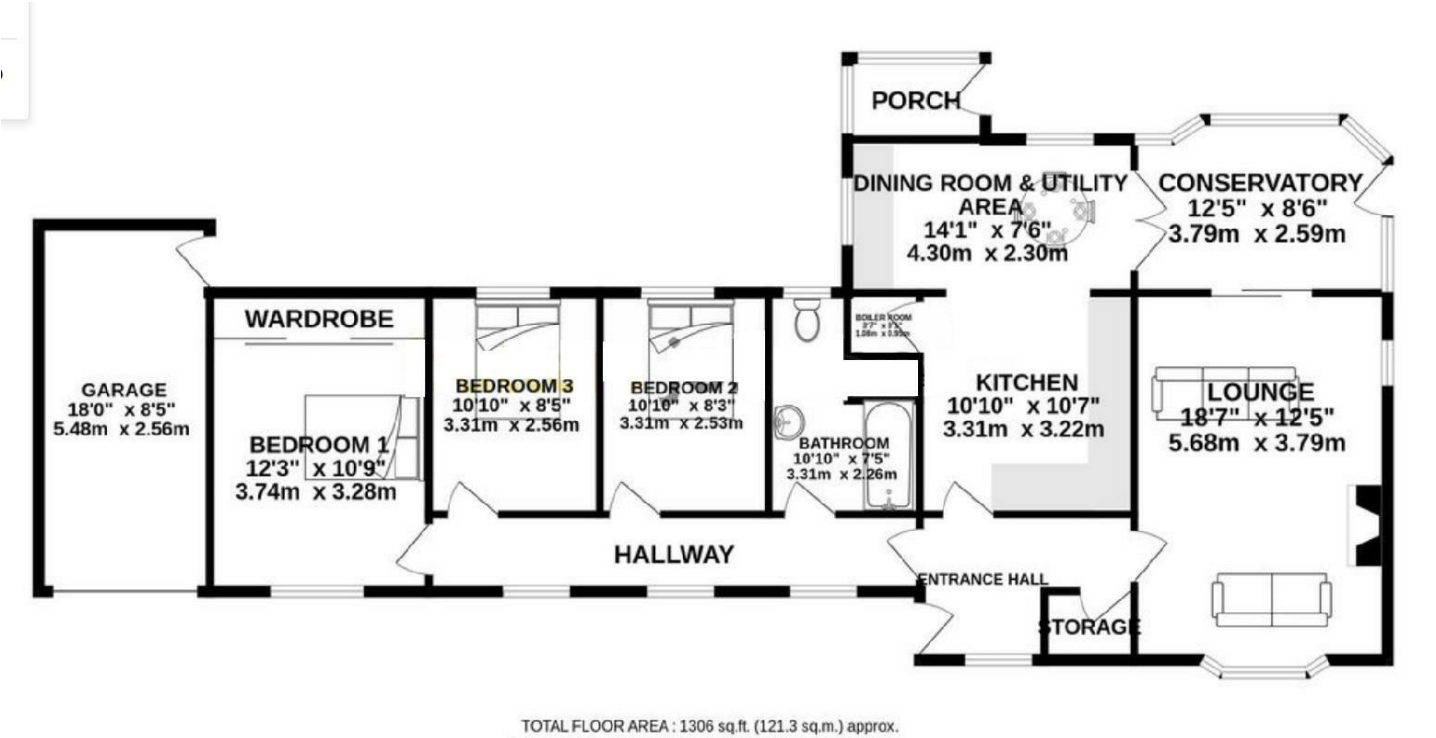 PORCH
DINING ROOM & UTILITY
AREA
14'1" x 7'6"
4.30m x 2.30m
CONSERVATORY
12'5" x 8'6"
3.79m x 2.59m
WARDROBE
BOILER ROOM
GARAGE
18'0" x 8'5"
5.48m x 2.56m
BEDROOM 1
12'3" x 10'9"
3.74m x 3.28m
BEDROOM 3
10'10" x 8'5"
3.31m x 2.56m
BEDROOM 2
10'10" x 8'3"
3.31m x 2.53m
BATHROOM
10'10" x 7'5"
3.31m x 2.26m
KITCHEN
10'10" x 10'7"
3.31m x 3.22m
LOUNGE
18'7" x 12'5"
5.68m x 3.79m
HALLWAY
ENTRANCE HALL
STORAGE
TOTAL FLOOR AREA : 1306 sq.ft. (121.3 sq.m.) approx.